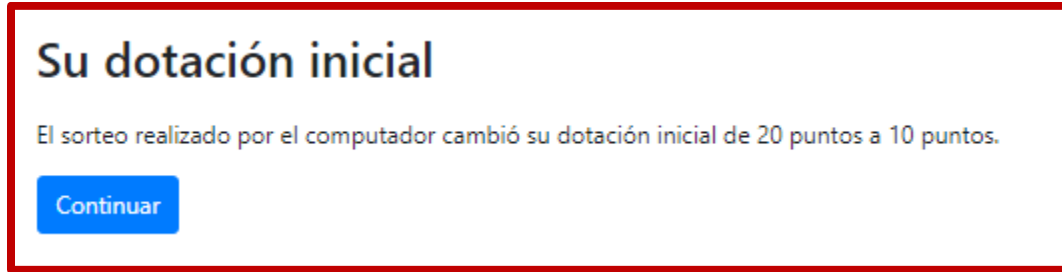 Su dotación inicial
El sorteo realizado por el computador cambió su dotación inicial de 20 puntos a 10 puntos.
Continuar